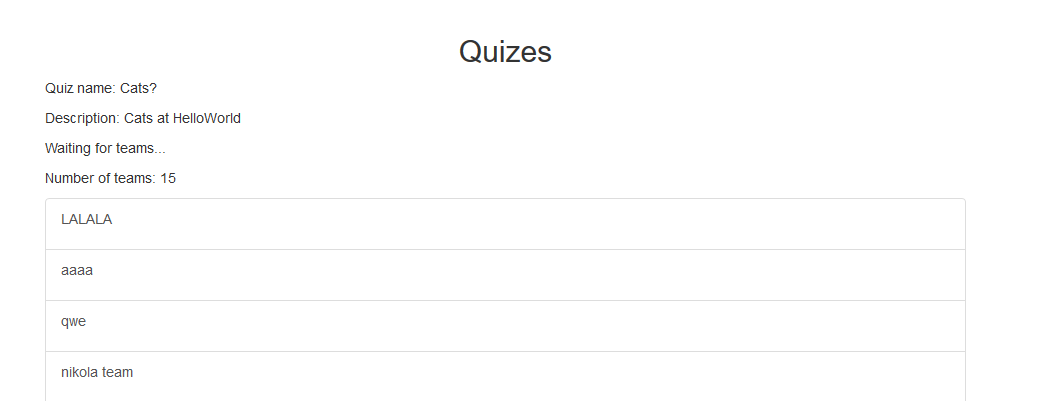 Quizes
Quiz name: Cats?
Description: Cats at HelloWorld
Waiting for teams...
Number of teams: 15
LALALA
aaaa
qwe
nikola team